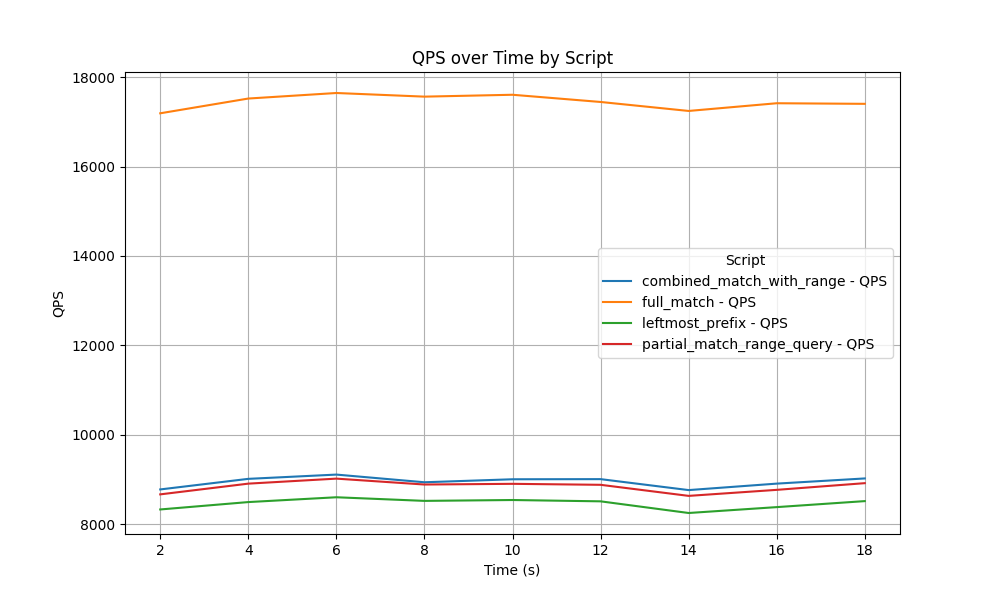 QPS over Time by Script
18000
16000
14000
12000
10000
8000
QPS
Script
combined_match_with_range - QPS
full_match - QPS
leftmost_prefix - QPS
partial_match_range_query - QPS
2 4 6 8 10 12 14 16 18
Time (s)